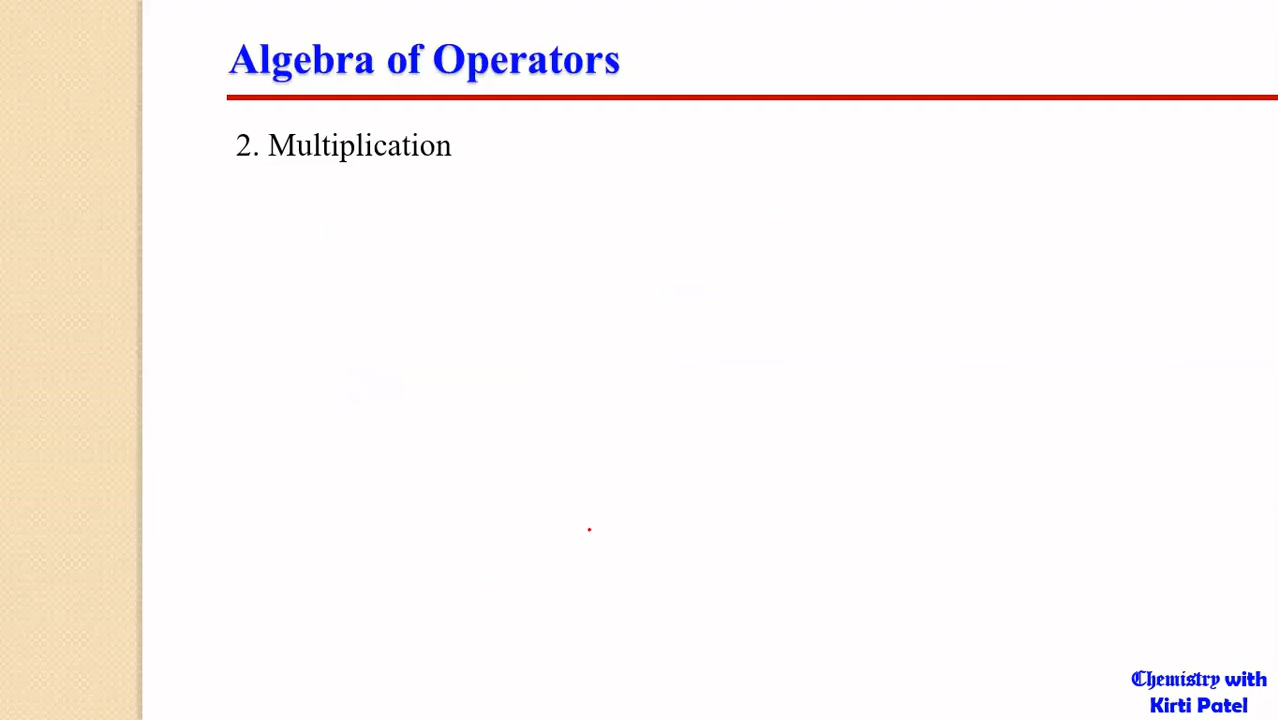 Algebra of Operators
2. Multiplication
Chemistry with
Kirti Patel